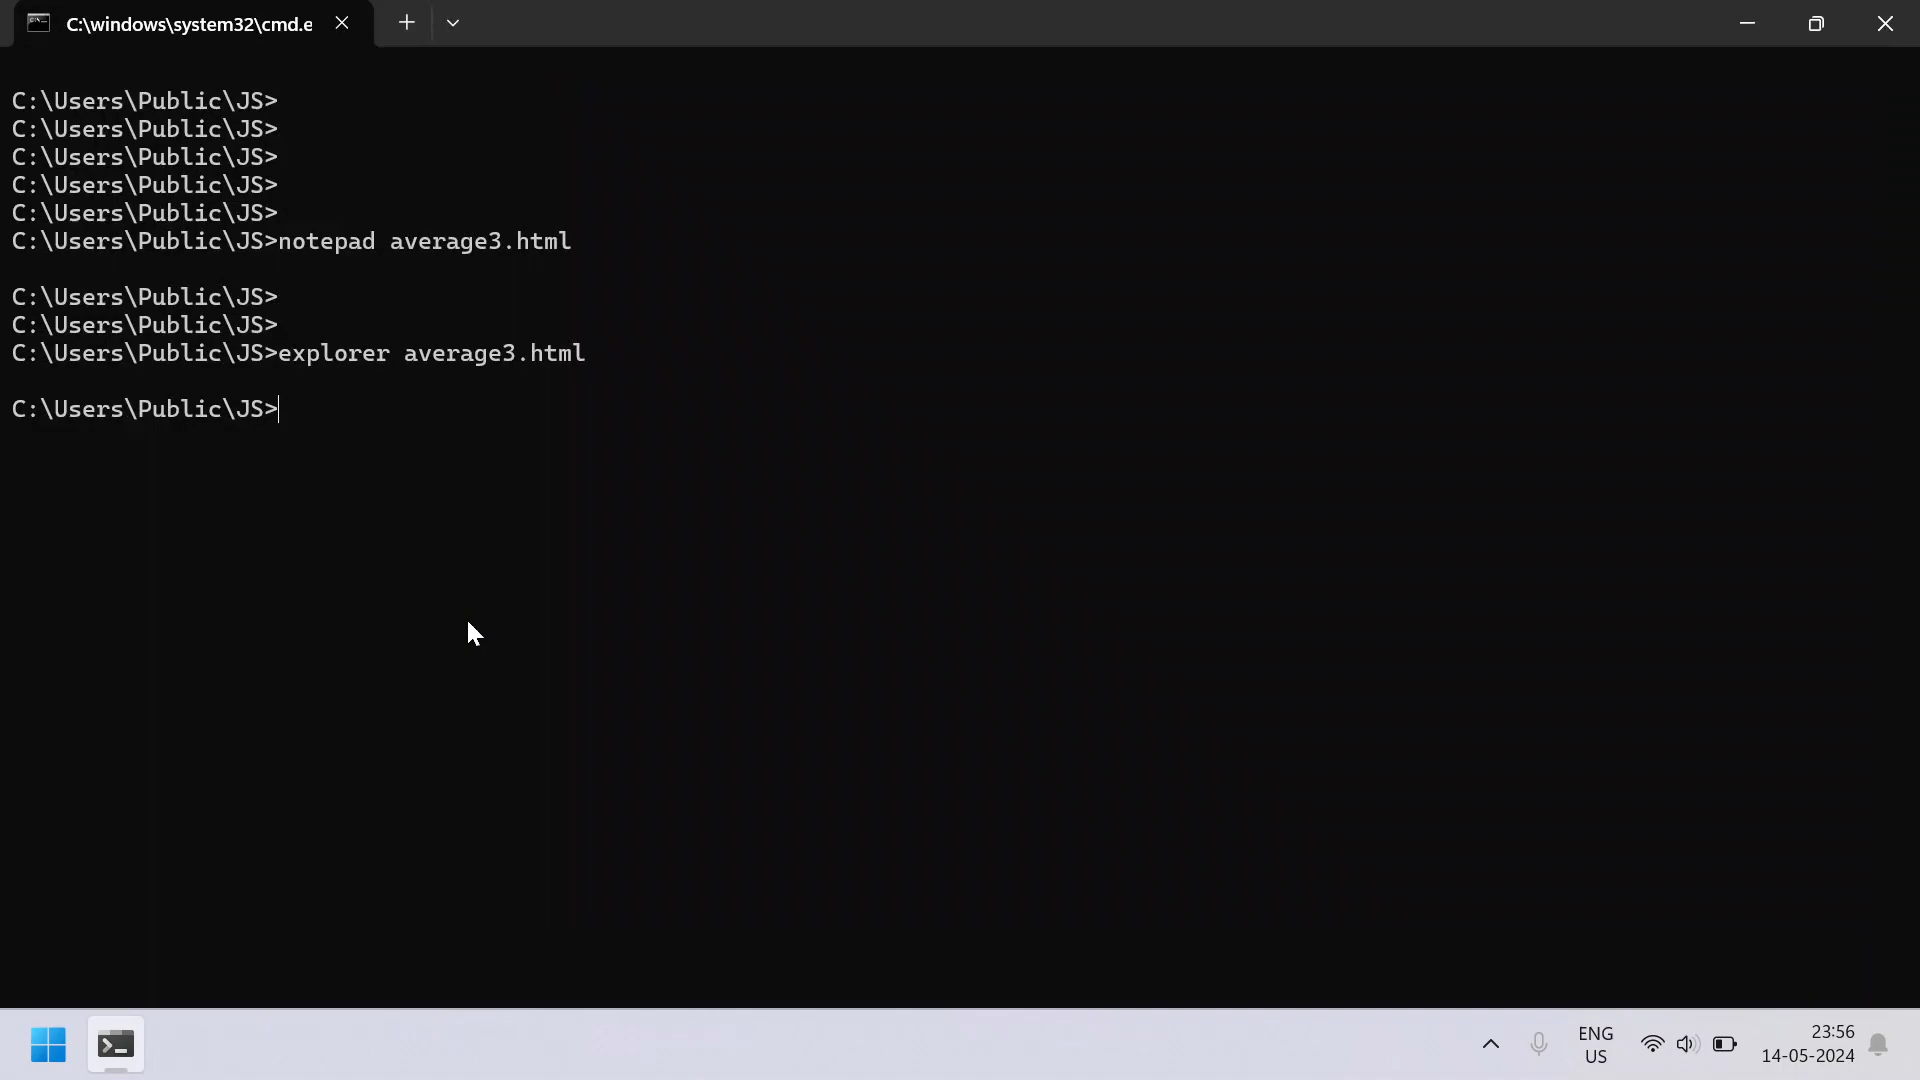 C:\windows\system32\cmd.e
C:\Users\Public\JS>
C:\Users\Public\JS>
C:\Users\Public\JS>
C:\Users\Public\JS>
C:\Users\Public\JS>
C:\Users\Public\JS>notepad average3.html
C:\Users\Public\JS>
C:\Users\Public\JS>
C:\Users\Public\JS>explorer average3.html
C:\Users\Public\JS>
ENG
US
23:56
14-05-2024